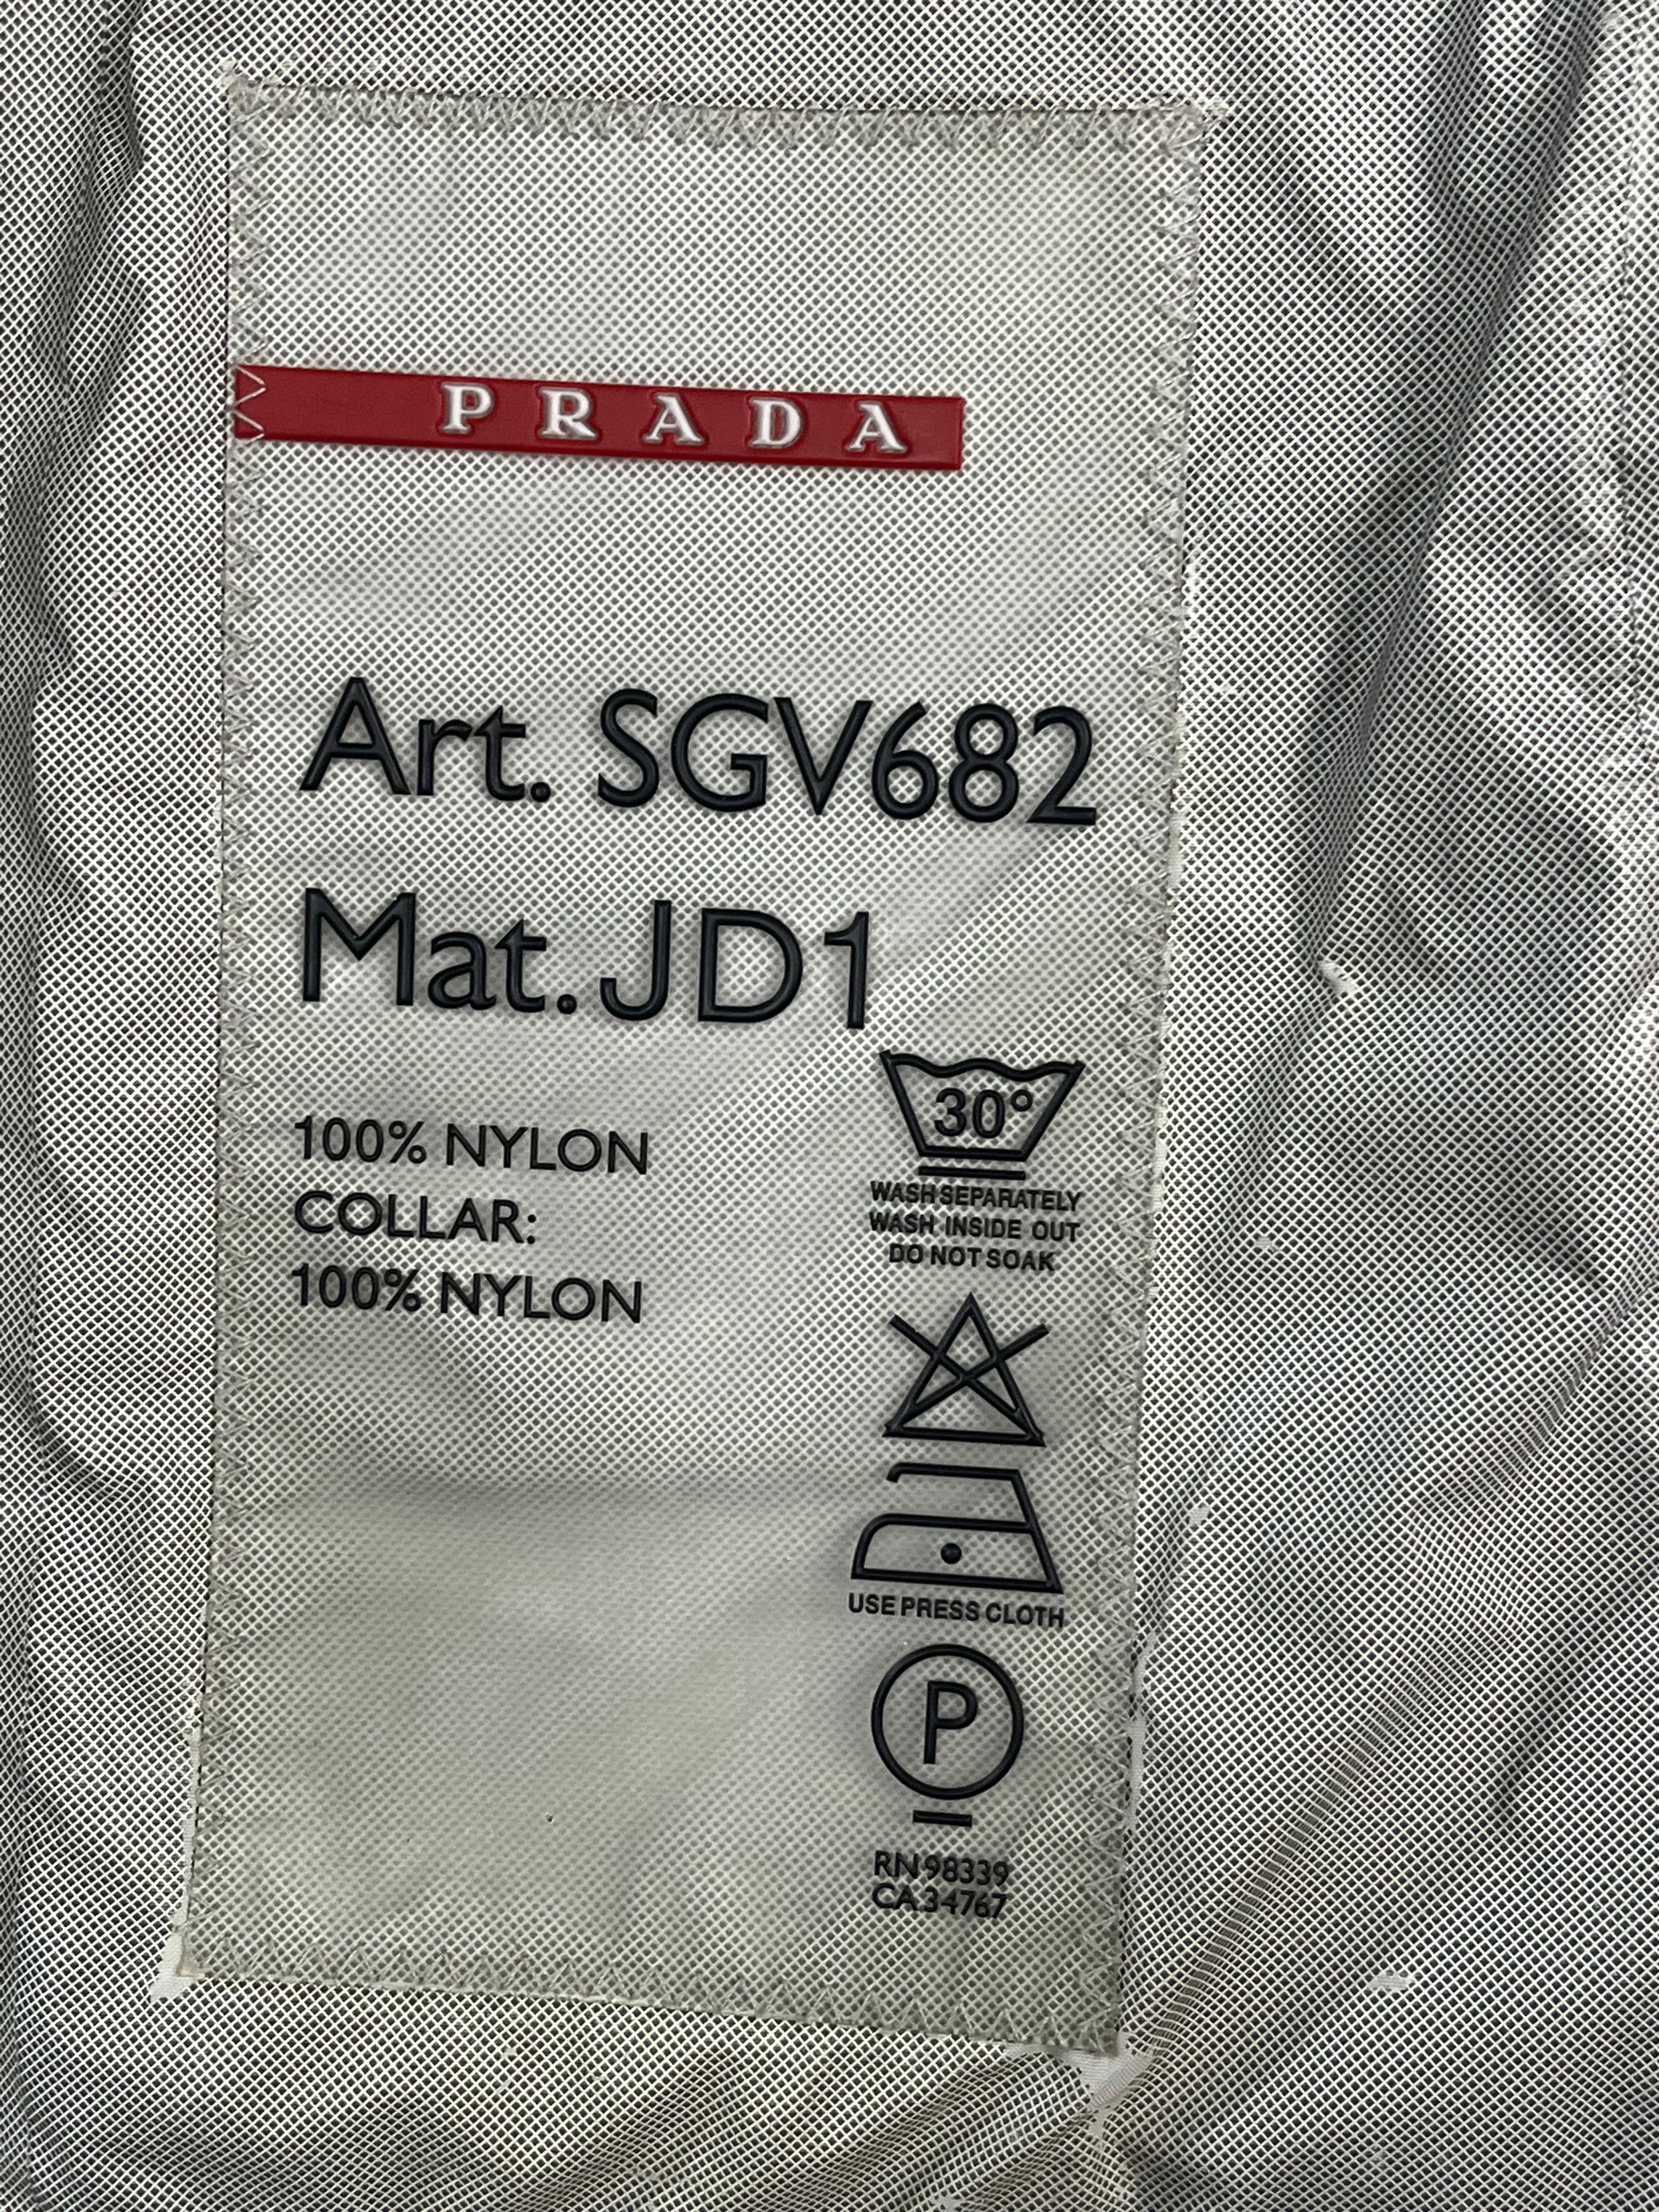 PRADA
Art. SGV682
Mat. JD1
100% NYLON
COLLAR:
100% NYLON
30°
WASH SEPARATELY
WASH INSIDE OUT
DO NOT SOAK
USE PRESS CLOTH
P
RN 98339
CA 34767